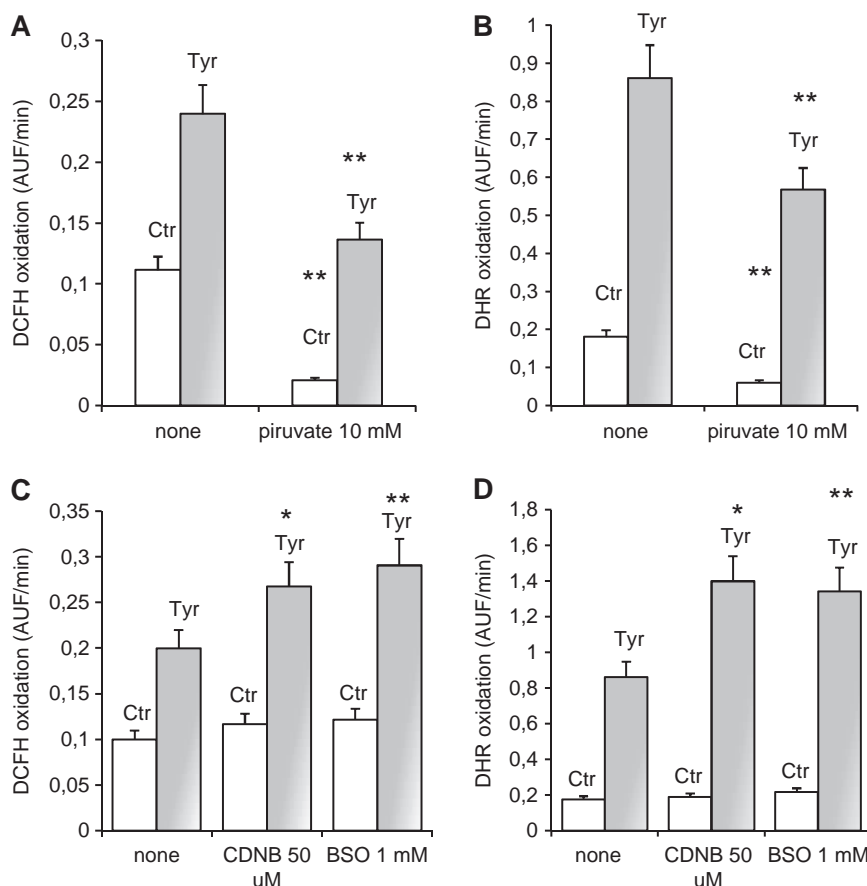 A
DCFH oxidation (AUF/min)
0,3
0,25
0,2
0,15
0,1
0,05
0
Ctr
Tyr
**
Ctr
**
Tyr
none
piruvate 10 mM
B
DHR oxidation (AUF/min)
1
0,9
0,8
0,7
0,6
0,5
0,4
0,3
0,2
0,1
0
Ctr
Tyr
**
Ctr
**
Tyr
none
piruvate 10 mM
C
DCFH oxidation (AUF/min)
0,35
0,3
0,25
0,2
0,15
0,1
0,05
0
Ctr
Tyr
Ctr
*
Tyr
Ctr
**
Tyr
none
CDNB 50
uM
BSO 1 mM
D
DHR oxidation (AUF/min)
1,8
1,6
1,4
1,2
1
0,8
0,6
0,4
0,2
0
Ctr
Tyr
Ctr
*
Tyr
Ctr
**
Tyr
none
CDNB 50
uM
BSO 1 mM